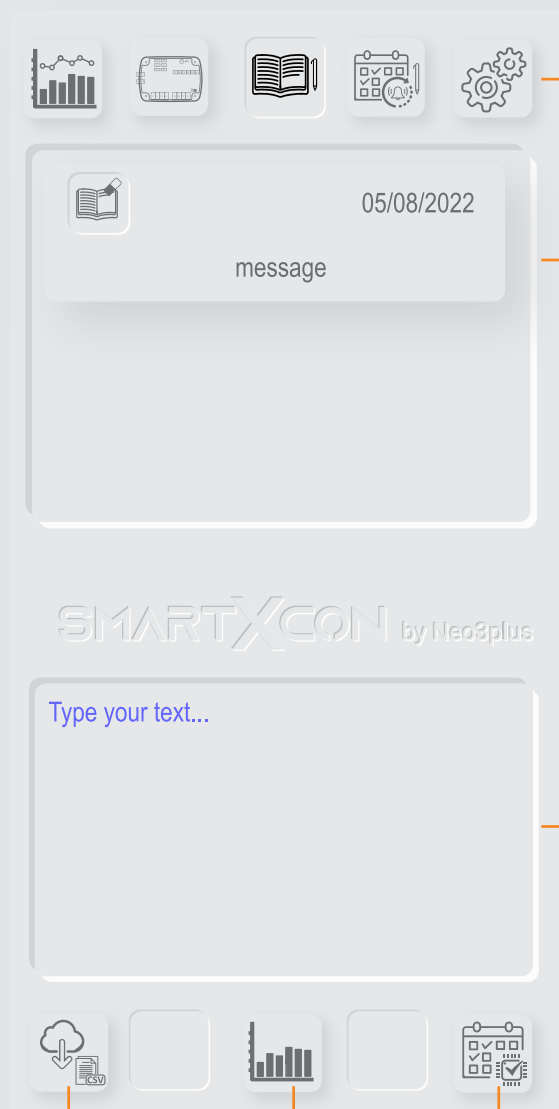 05/08/2022
message
SMARTXCON by Neo3plus
Type your text...
CSV